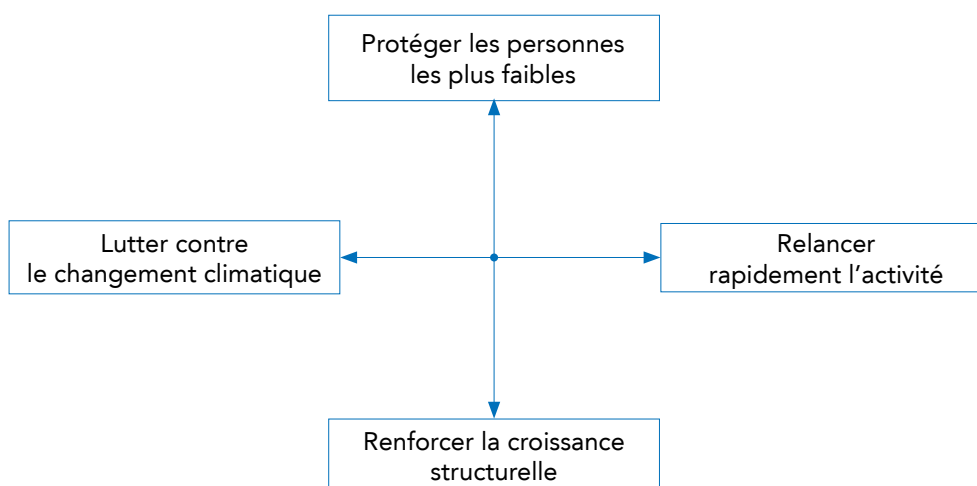 Protéger les personnes
les plus faibles
Lutter contre
le changement climatique
Relancer
rapidement l’activité
Renforcer la croissance
structurelle